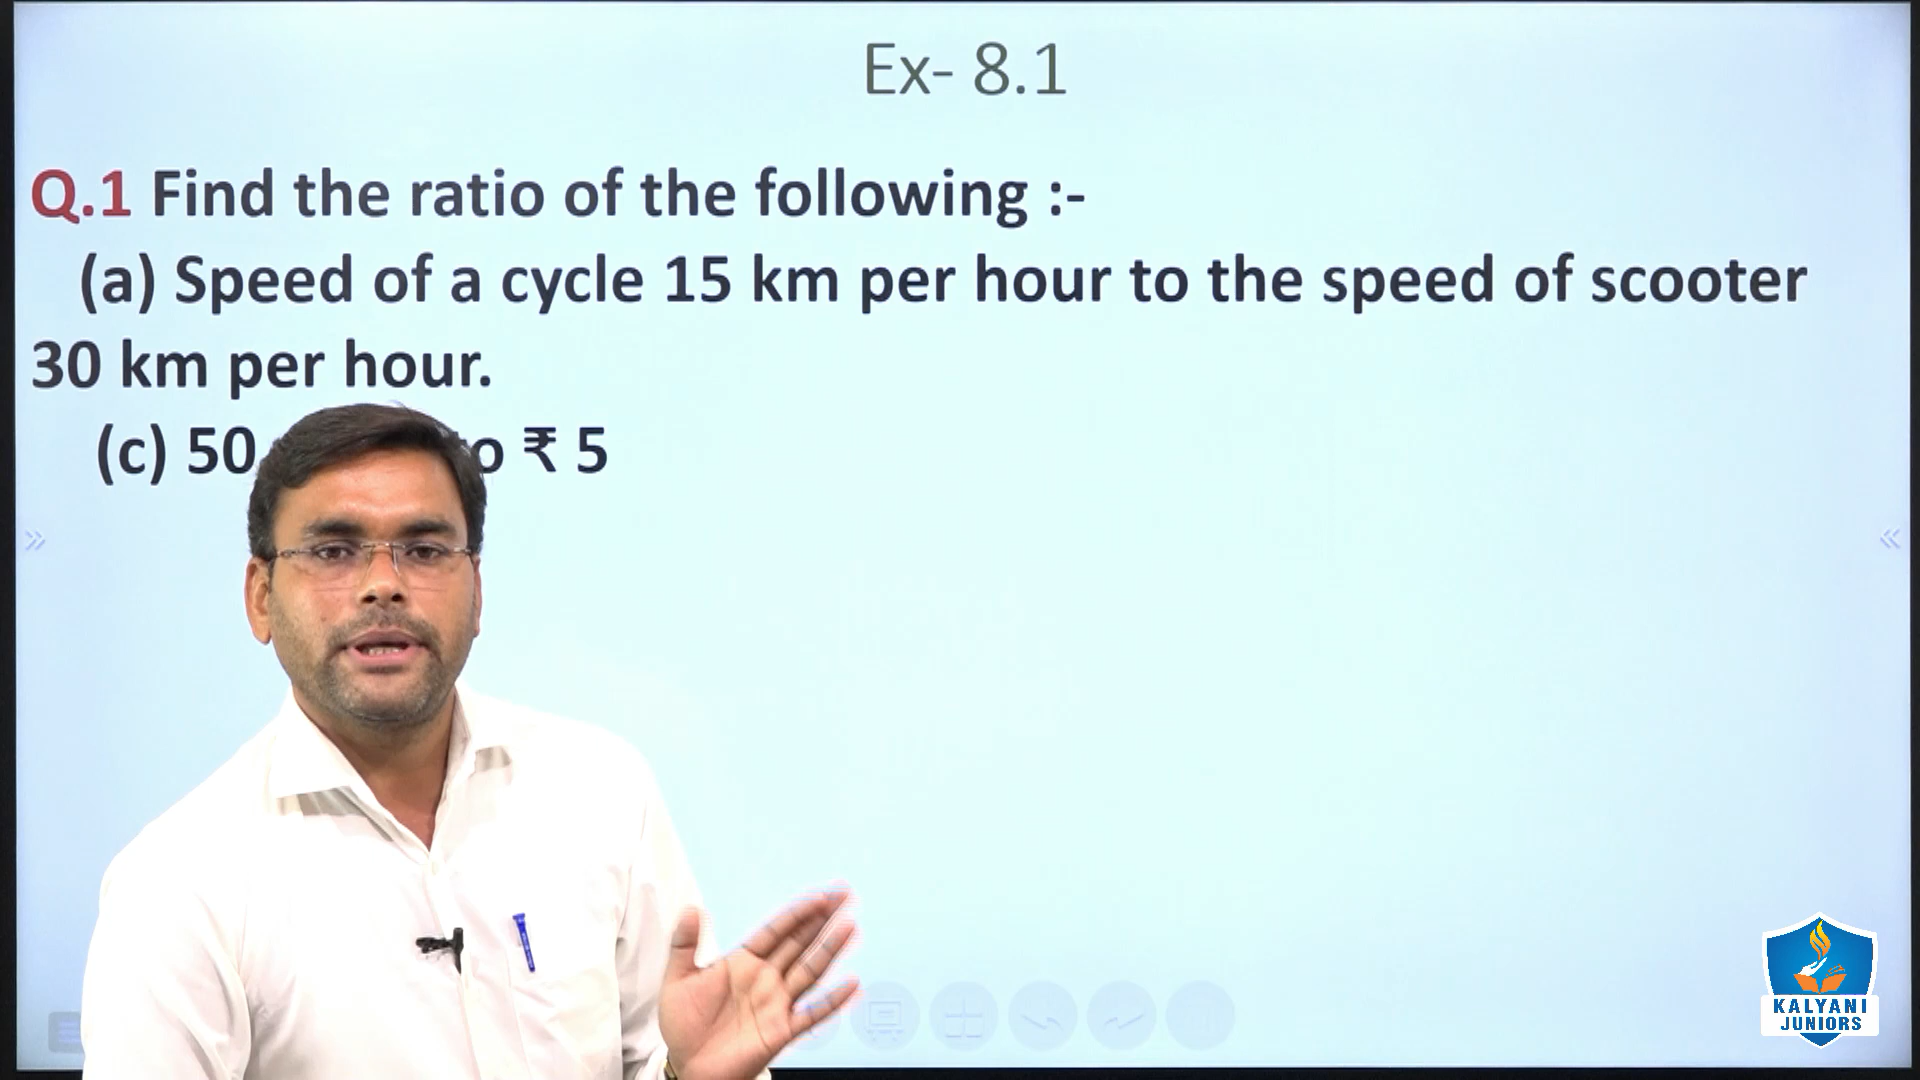 Ex- 8.1
Q.1 Find the ratio of the following :-
(a) Speed of a cycle 15 km per hour to the speed of scooter
30 km per hour.
(c) 50 ₹ 5
KALYANI
JUNIORS